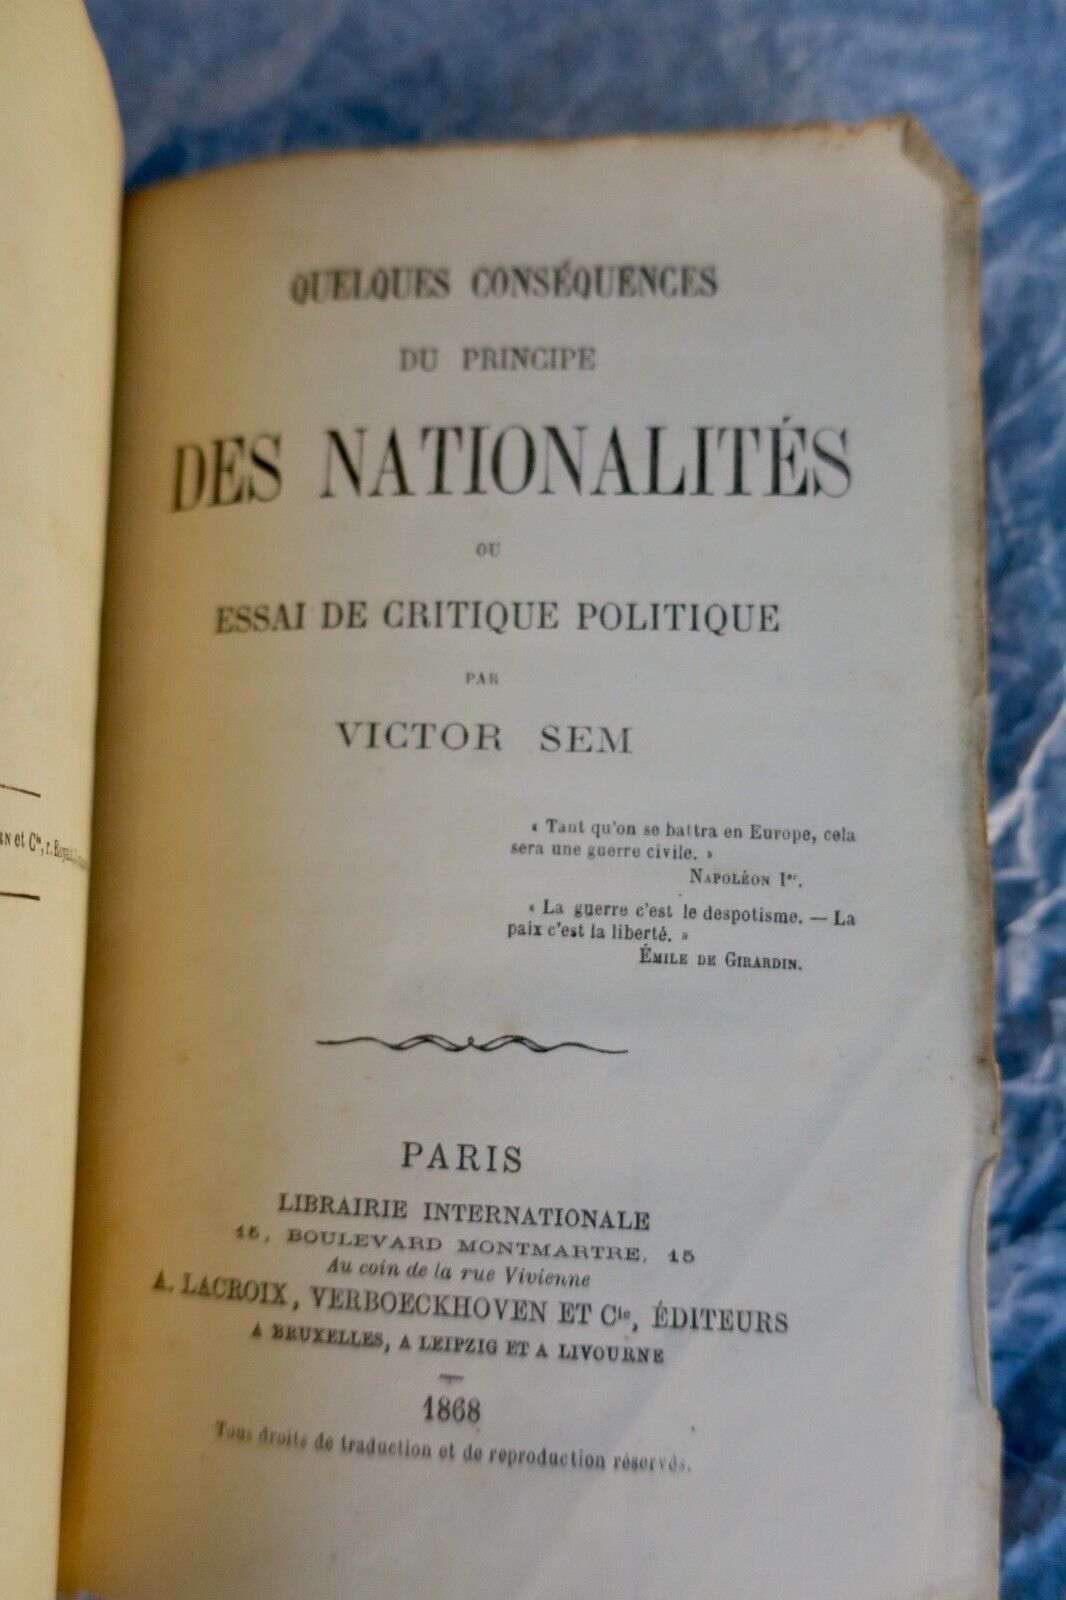 QUELQUES CONSÉQUENCES
DU PRINCIPE
DES NATIONALITÉS
OU
ESSAI DE CRITIQUE POLITIQUE
PAR
VICTOR SEM
« Tant qu'on se battra en Europe, cela
sera une guerre civile. »
NAPOLÉON Ier.
« La guerre c'est le despotisme. — La
paix c'est la liberté. »
ÉMILE DE GIRARDIN.
PARIS
LIBRAIRIE INTERNATIONALE
15, BOULEVARD MONTMARTRE, 15
Au coin de la rue Vivienne
A. LACROIX, VERBOECKHOVEN ET Cie, ÉDITEURS
A BRUXELLES, A LEIPZIG ET A LIVOURNE
1868
Tous droits de traduction et de reproduction réservés.
et Cie, r. Royale